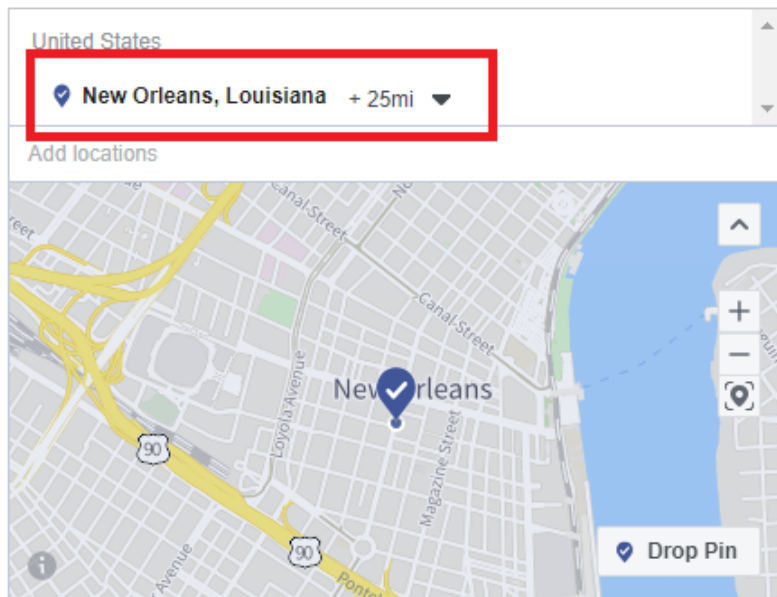 United States
New Orleans, Louisiana + 25mi
Add locations
Canal Street
Canal-Street
New Orleans
Loyola Avenue
Magazine Street
90
90
Drop Pin
Avenue